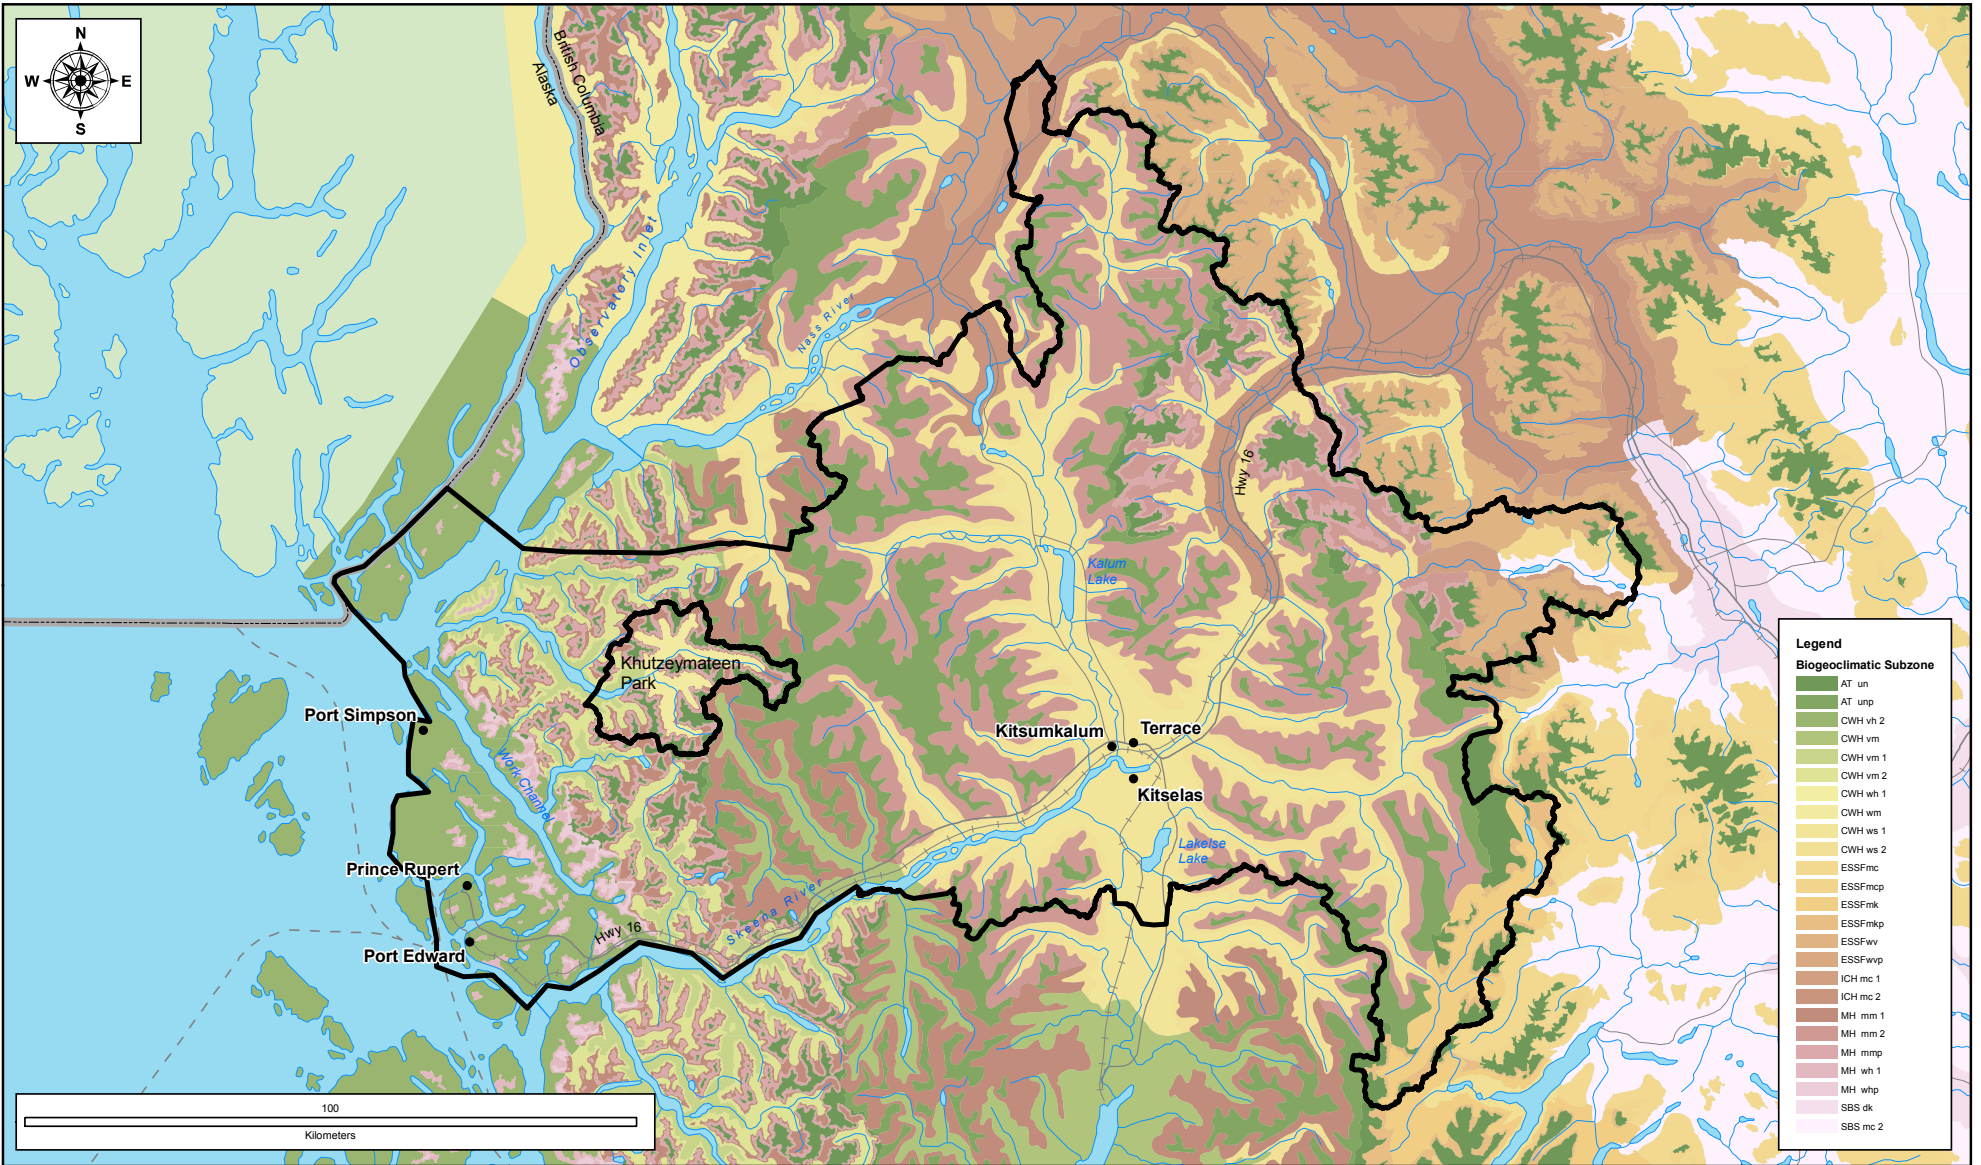 N
W E
S
British Columbia
Alaska
Observatory Inlet
Nass River
Hwy 16
Kalum
Lake
Khutzeymateen
Park
Port Simpson
Work Channel
Kitsumkalum
Terrace
Kitselas
Lakelse
Lake
Prince Rupert
Port Edward
Hwy 16
Skeena River
100
Kilometers
Legend
Biogeoclimatic Subzone
AT un
AT unp
CWH vh 2
CWH vm
CWH vm 1
CWH vm 2
CWH wh 1
CWH wm
CWH ws 1
CWH ws 2
ESSFmc
ESSFmcp
ESSFmk
ESSFmkp
ESSFwv
ESSFwvp
ICH mc 1
ICH mc 2
MH mm 1
MH mm 2
MH mmp
MH wh 1
MH whp
SBS dk
SBS mc 2